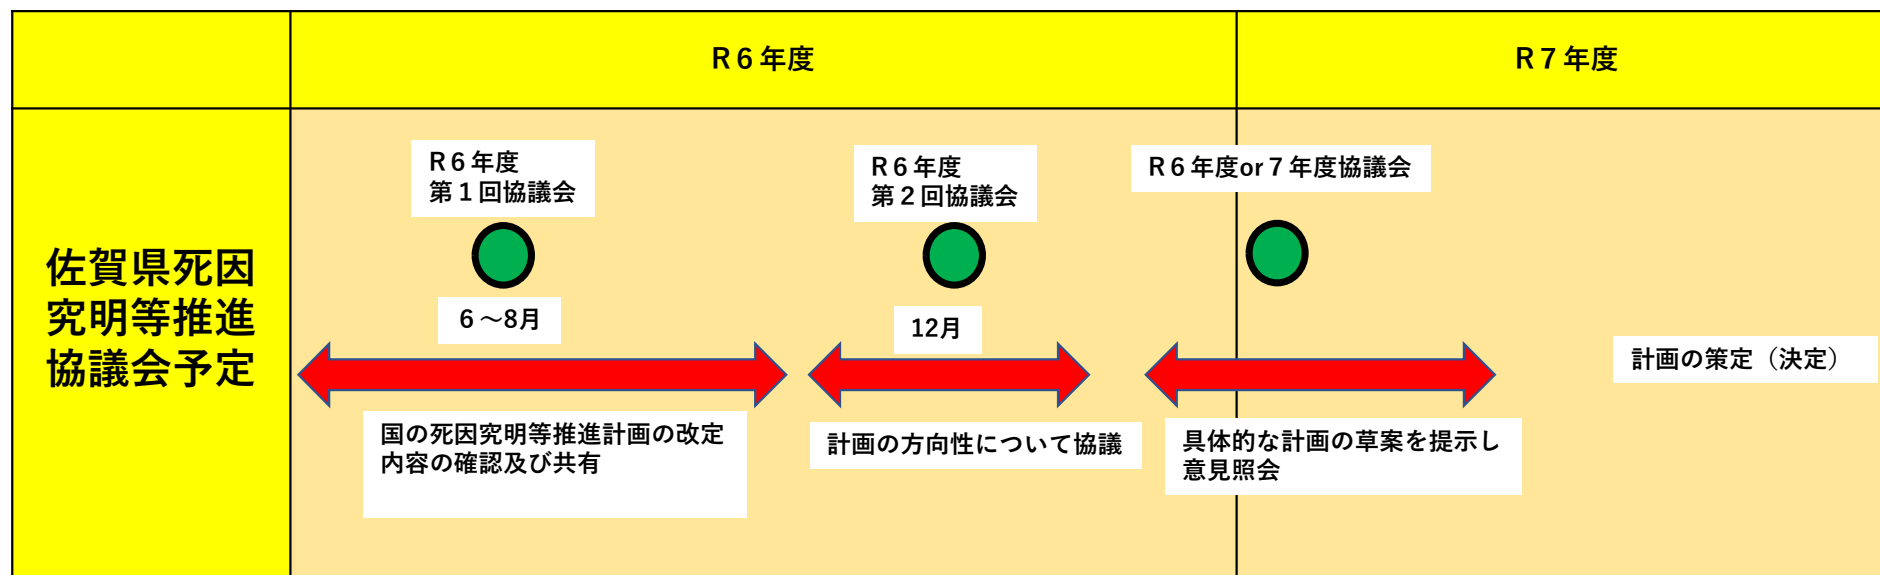 R６年度
R７年度
佐賀県死因
究明等推進
協議会予定
R６年度
第１回協議会
６～8月
国の死因究明等推進計画の改定
内容の確認及び共有
R６年度
第２回協議会
12月
計画の方向性について協議
R６年度or７年度協議会
具体的な計画の草案を提示し
意見照会
計画の策定（決定）